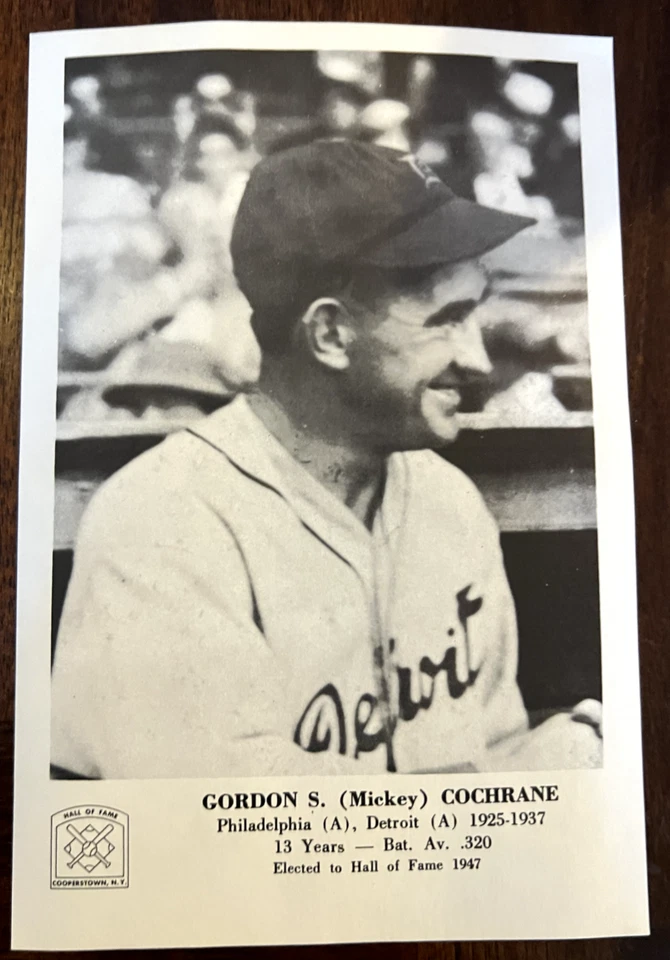 Detroit
GORDON S. (Mickey) COCHRANE
Philadelphia (A), Detroit (A) 1925-1937
13 Years — Bat. Av. .320
Elected to Hall of Fame 1947
HALL OF FAME
COOPERSTOWN, N.Y.